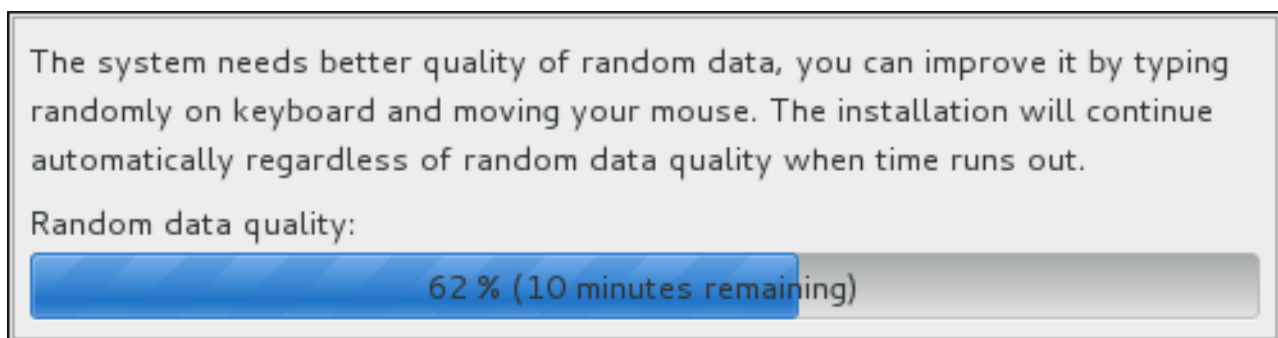 The system needs better quality of random data, you can improve it by typing
randomly on keyboard and moving your mouse. The installation will continue
automatically regardless of random data quality when time runs out.
Random data quality:
62 % (10 minutes remaining)